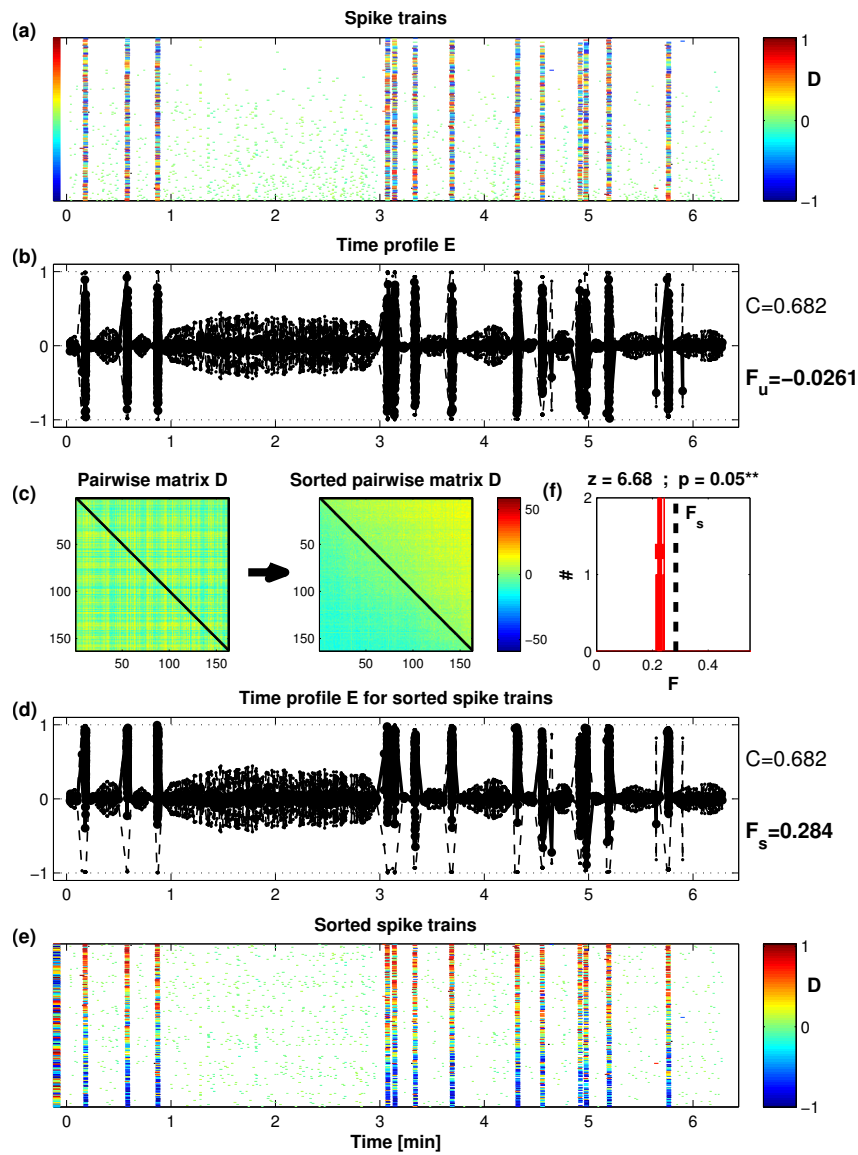 (a)
Spike trains
1
D
0
−1
0 1 2 3 4 5 6
(b)
Time profile E
1
0
−1
0 1 2 3 4 5 6
C=0.682
F_u=−0.0261
(c)
Pairwise matrix D
50
100
150
50 100 150
Sorted pairwise matrix D
50
100
150
50 100 150
50
0
−50
(f)
z = 6.68 ; p = 0.05**
2
1
0
#
F_s
0 0.2 0.4
F
(d)
Time profile E for sorted spike trains
1
0
−1
0 1 2 3 4 5 6
C=0.682
F_s=0.284
(e)
Sorted spike trains
1
D
0
−1
0 1 2 3 4 5 6
Time [min]